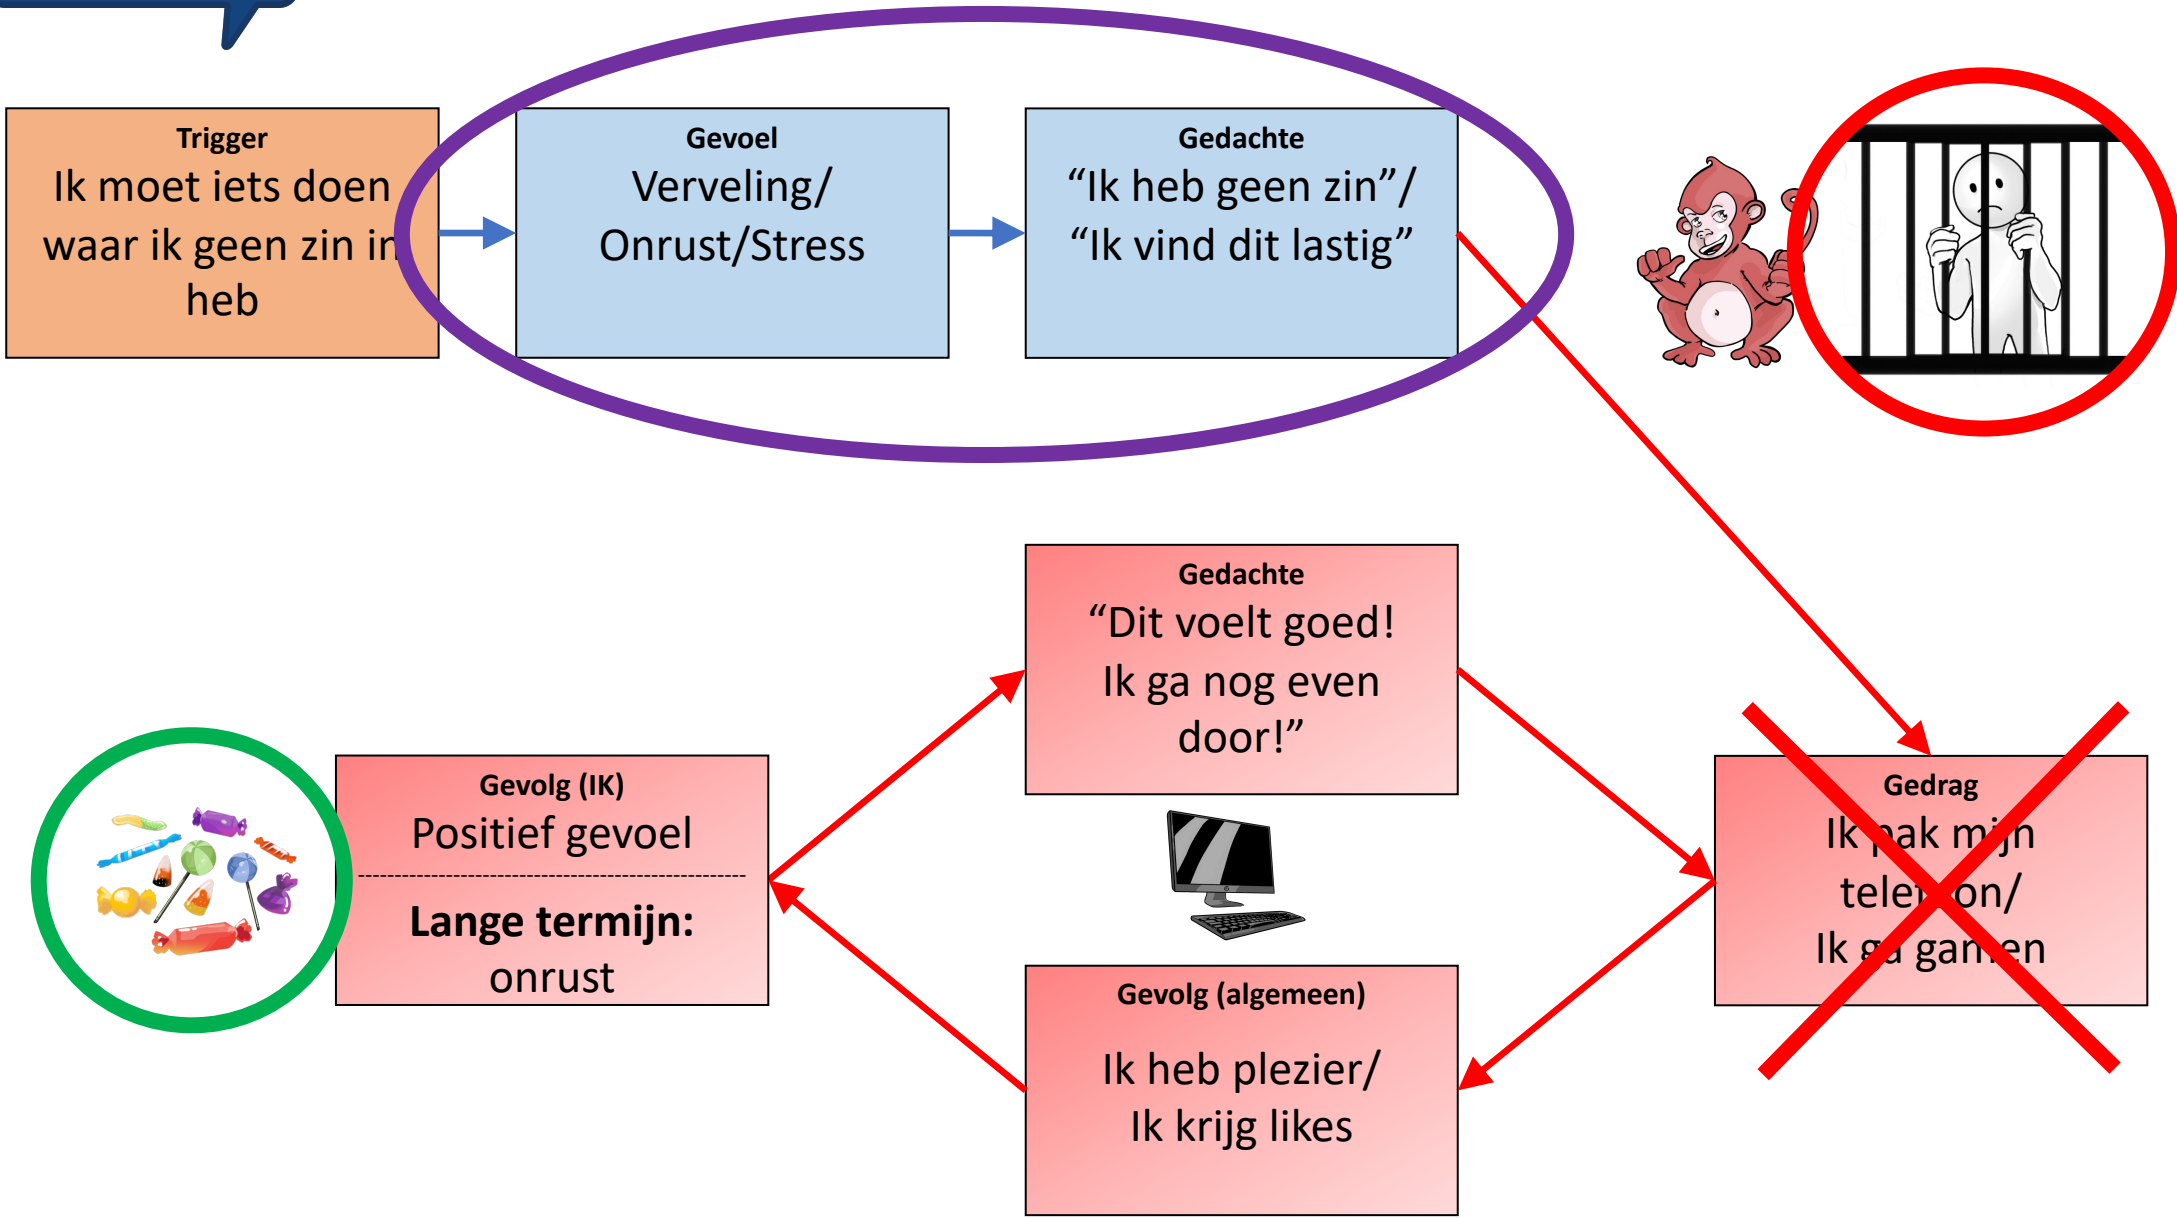 Trigger
Ik moet iets doen
waar ik geen zin in
heb
Gevoel
Verveling/
Onrust/Stress
Gedachte
“Ik heb geen zin”/
“Ik vind dit lastig”
Gedachte
“Dit voelt goed!
Ik ga nog even
door!”
Gevolg (IK)
Positief gevoel
Lange termijn:
onrust
Gedrag
Ik pak mijn
telefoon/
Ik ga gamen
Gevolg (algemeen)
Ik heb plezier/
Ik krijg likes